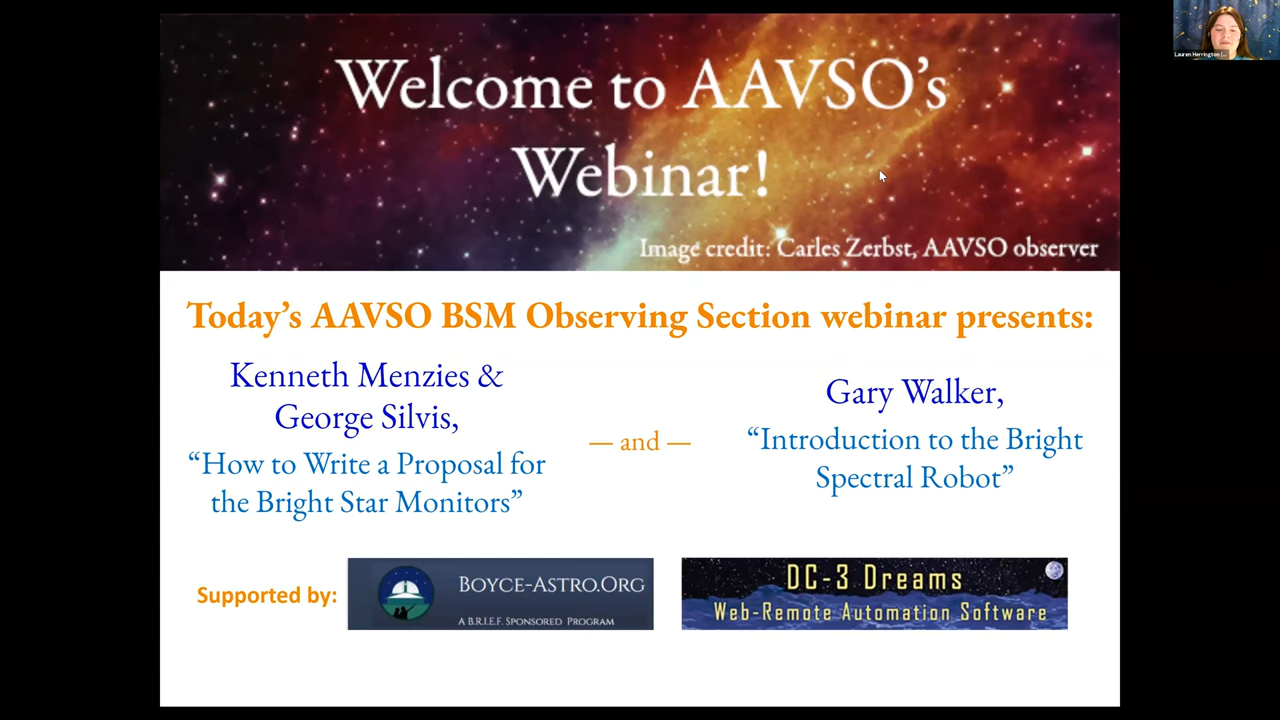 Welcome to AAVSO's
Webinar!
Image credit: Carles Zerbst, AAVSO observer
Lauren Herrington (...
Today's AAVSO BSM Observing Section webinar presents:
Kenneth Menzies &
George Silvis,
"How to Write a Proposal for
the Bright Star Monitors"
— and —
Gary Walker,
"Introduction to the Bright
Spectral Robot"
Supported by:
BOYCE-ASTRO.ORG
A B.R.I.E.F. SPONSORED PROGRAM
DC-3 Dreams
Web-Remote Automation Software